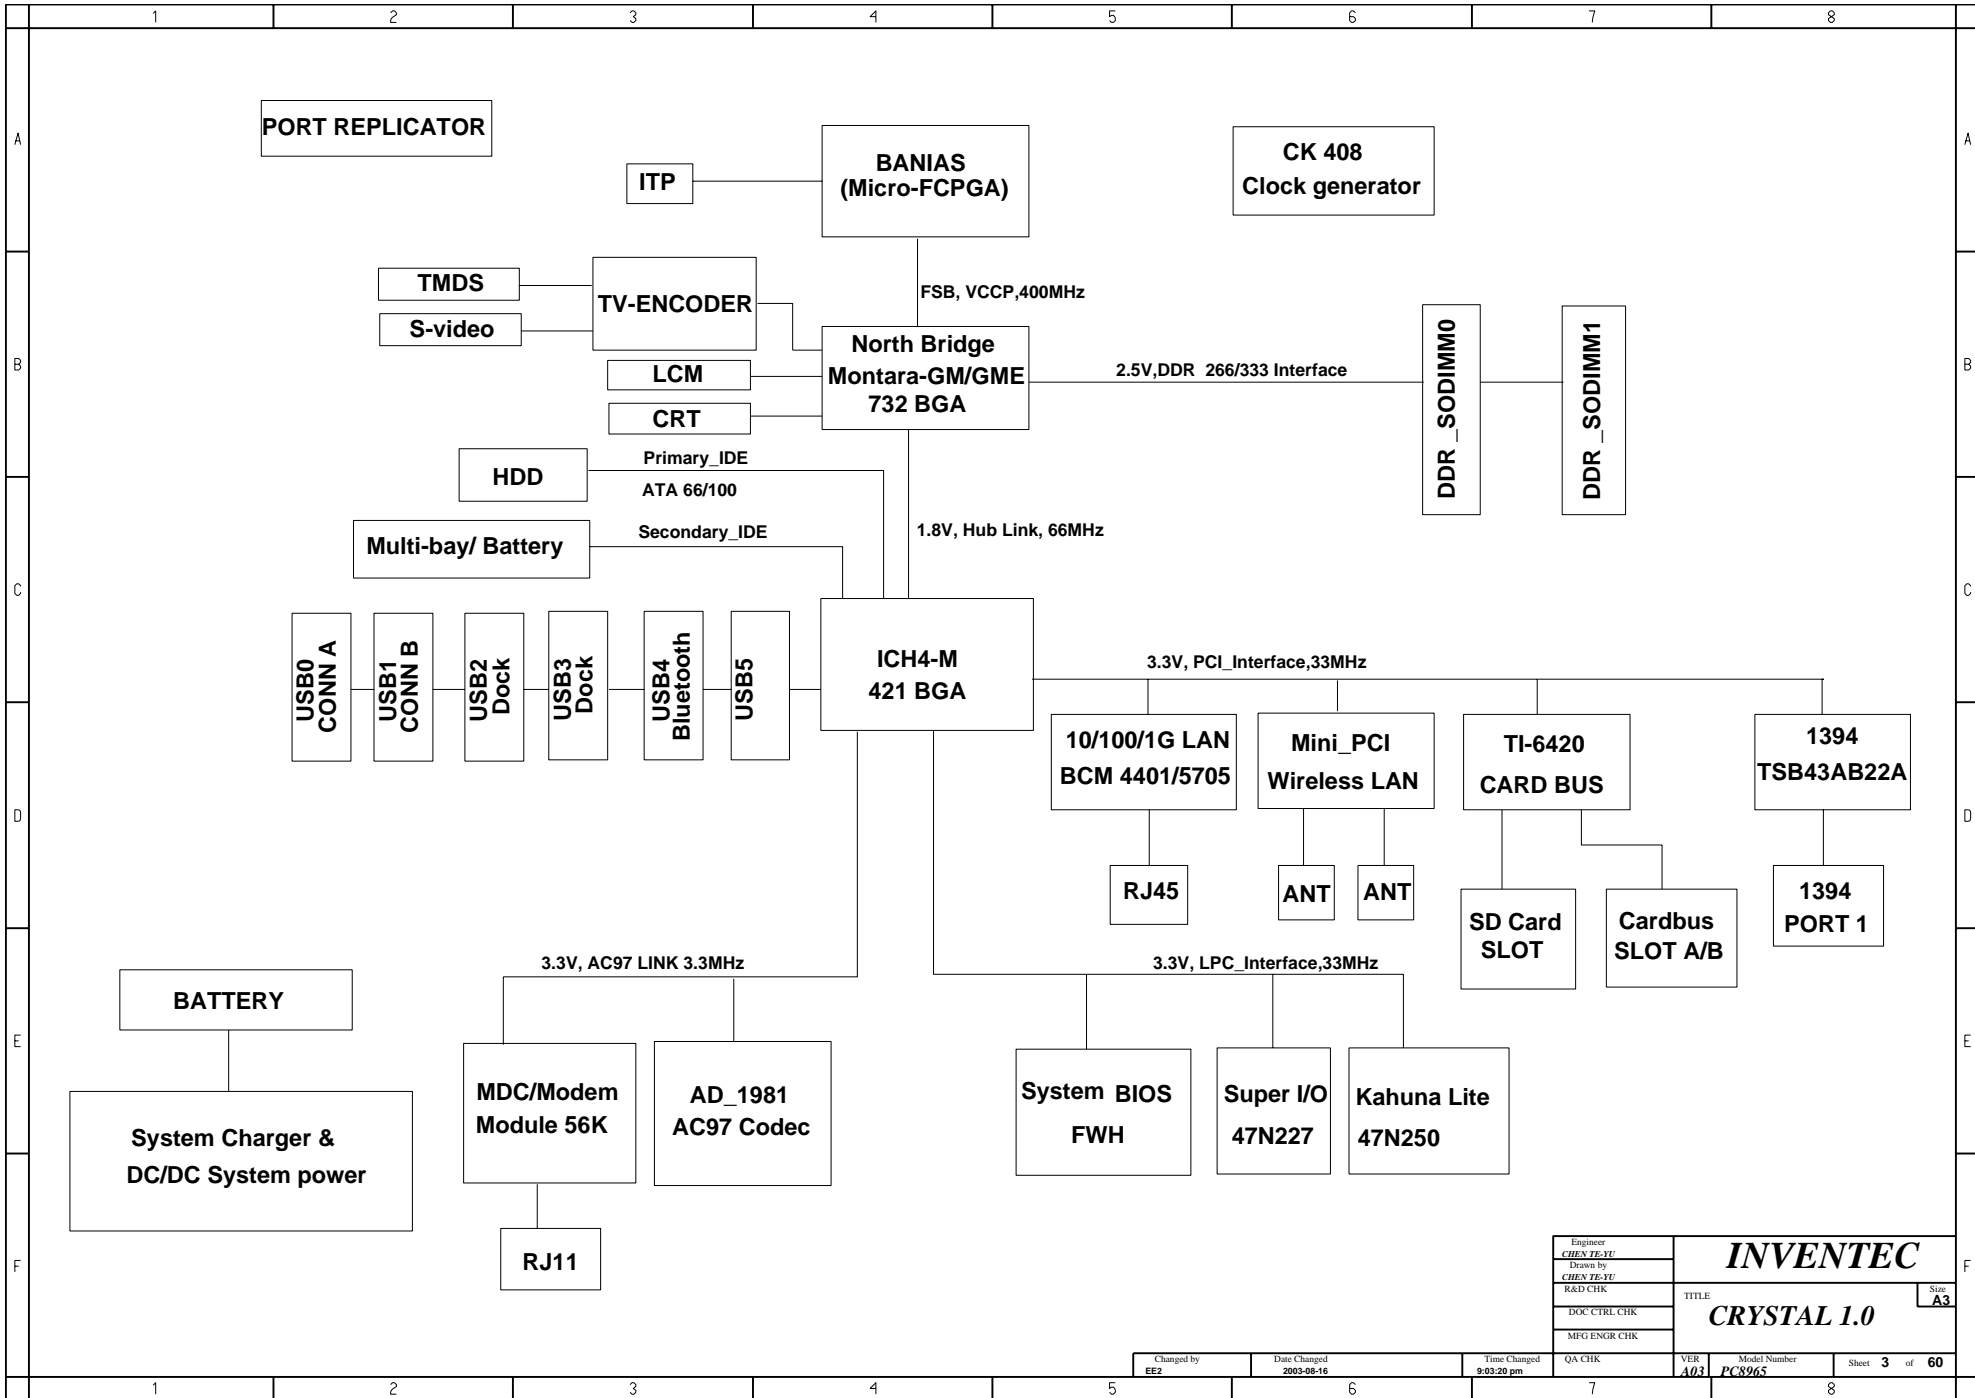 1 2 3 4 5 6 7 8
A
A
PORT REPLICATOR
ITP
BANIAS
(Micro-FCPGA)
CK 408
Clock generator
TMDS
S-video
TV-ENCODER
FSB, VCCP,400MHz
B
B
North Bridge
Montara-GM/GME
732 BGA
LCM
CRT
2.5V,DDR 266/333 Interface
DDR _SODIMM0
DDR _SODIMM1
HDD
Primary_IDE
ATA 66/100
Multi-bay/ Battery
Secondary_IDE
1.8V, Hub Link, 66MHz
C
C
USB0
CONN A
USB1
CONN B
USB2
Dock
USB3
Dock
USB4
Bluetooth
USB5
ICH4-M
421 BGA
3.3V, PCI_Interface,33MHz
10/100/1G LAN
BCM 4401/5705
Mini_PCI
Wireless LAN
TI-6420
CARD BUS
1394
TSB43AB22A
D
D
RJ45
ANT
ANT
SD Card
SLOT
Cardbus
SLOT A/B
1394
PORT 1
3.3V, AC97 LINK 3.3MHz
3.3V, LPC_Interface,33MHz
BATTERY
E
E
System Charger &
DC/DC System power
MDC/Modem
Module 56K
AD_1981
AC97 Codec
System BIOS
FWH
Super I/O
47N227
Kahuna Lite
47N250
RJ11
F
F
Engineer
CHEN TE-YU
Drawn by
CHEN TE-YU
R&D CHK
DOC CTRL CHK
MFG ENGR CHK
QA CHK
INVENTEC
TITLE
CRYSTAL 1.0
Size
A3
Changed by
EE2
Date Changed
2003-08-16
Time Changed
9:03:20 pm
VER
A03
Model Number
PC8965
Sheet 3 of 60
1 2 3 4 5 6 7 8